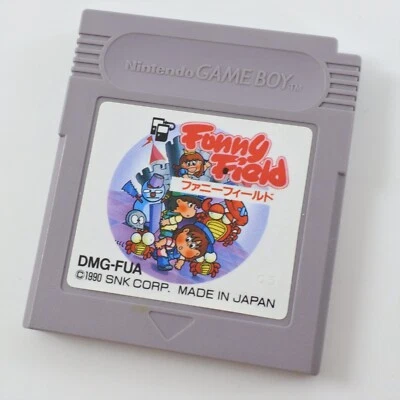 Nintendo GAME BOY TM
Funny
Field
ファニーフィールド
DMG-FUA
©1990 SNK CORP. MADE IN JAPAN